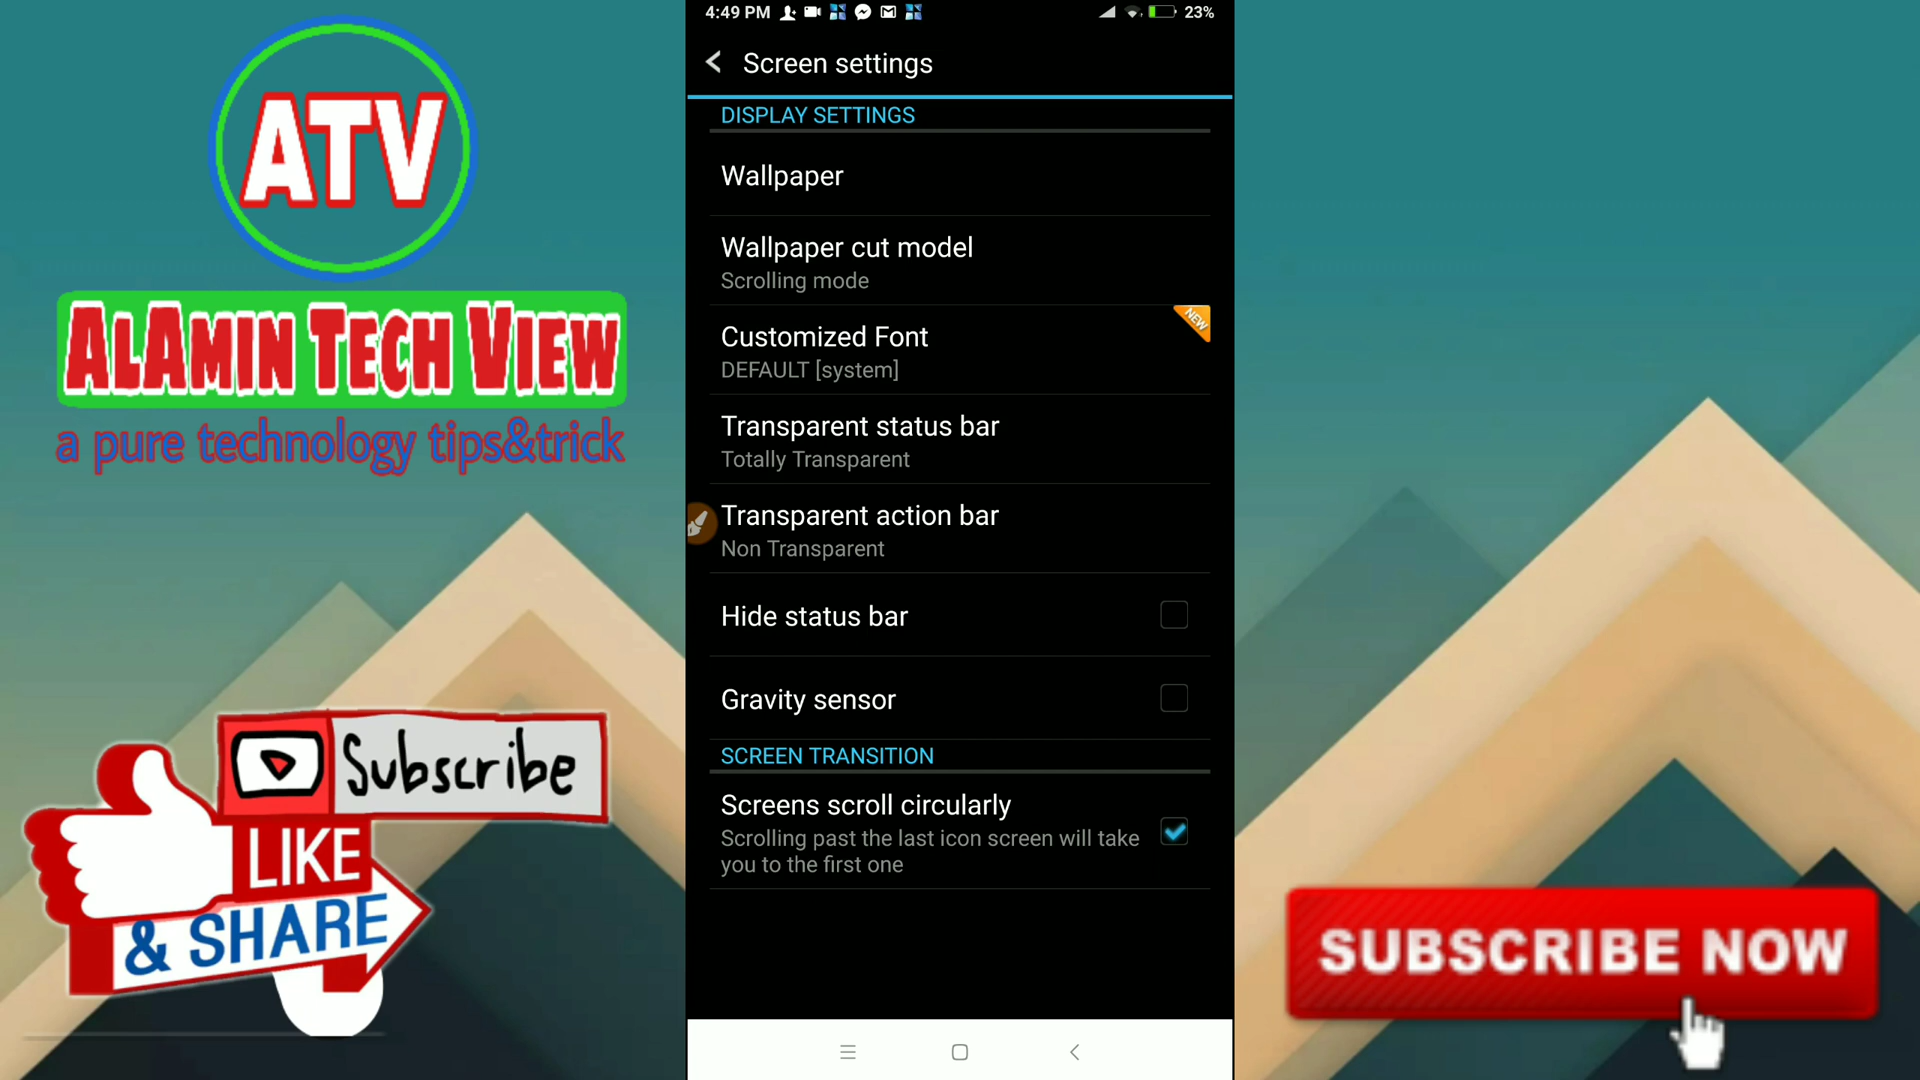 ATV
ALAMIN TECH VIEW
a pure technology tips&trick
Subscribe
LIKE
& SHARE
4:49 PM
23%
Screen settings
DISPLAY SETTINGS
Wallpaper
Wallpaper cut model
Scrolling mode
NEW
Customized Font
DEFAULT [system]
Transparent status bar
Totally Transparent
Transparent action bar
Non Transparent
Hide status bar
Gravity sensor
SCREEN TRANSITION
Screens scroll circularly
Scrolling past the last icon screen will take
you to the first one
SUBSCRIBE NOW